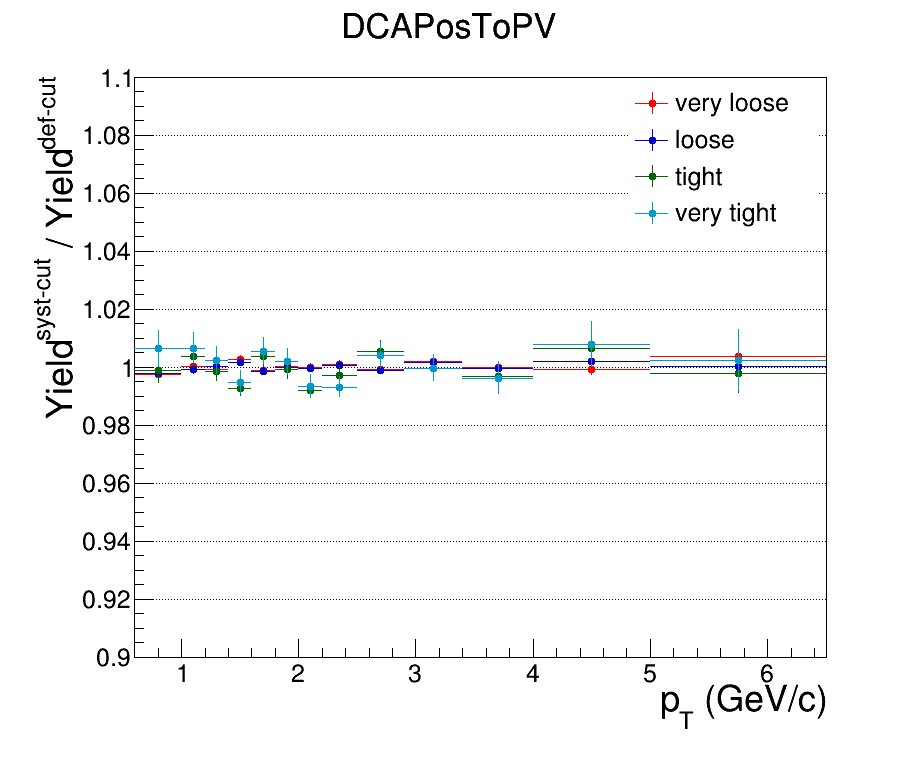 DCAPosToPV
Yield^syst-cut / Yield^def-cut
1.1
1.08
1.06
1.04
1.02
1
0.98
0.96
0.94
0.92
0.9
very loose
loose
tight
very tight
1 2 3 4 5 6
p_T (GeV/c)